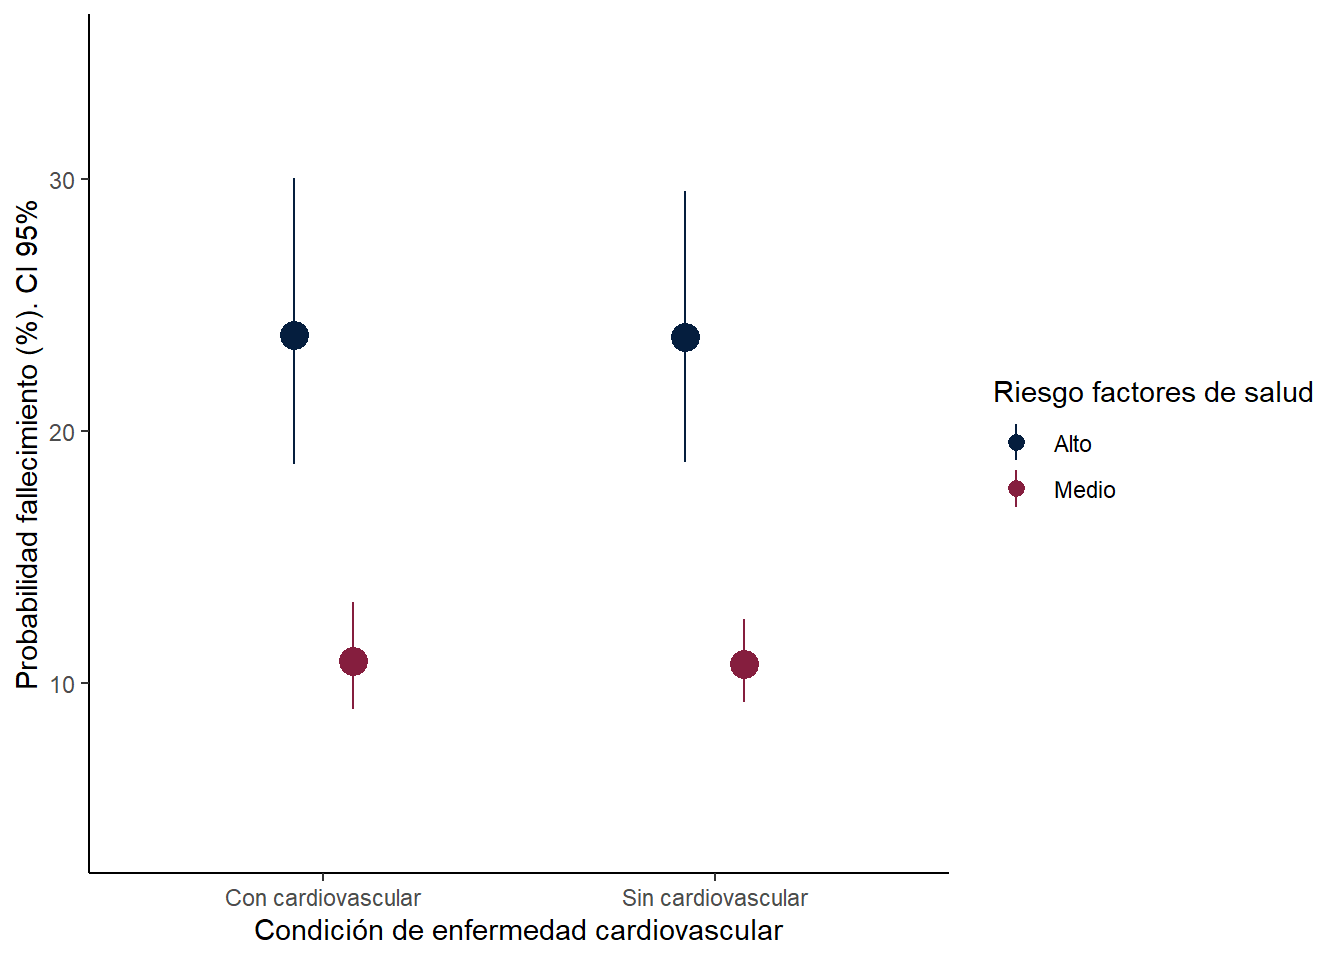 Probabilidad fallecimiento (%). CI 95%
30
20
10
Con cardiovascular
Sin cardiovascular
Condición de enfermedad cardiovascular
Riesgo factores de salud
Alto
Medio